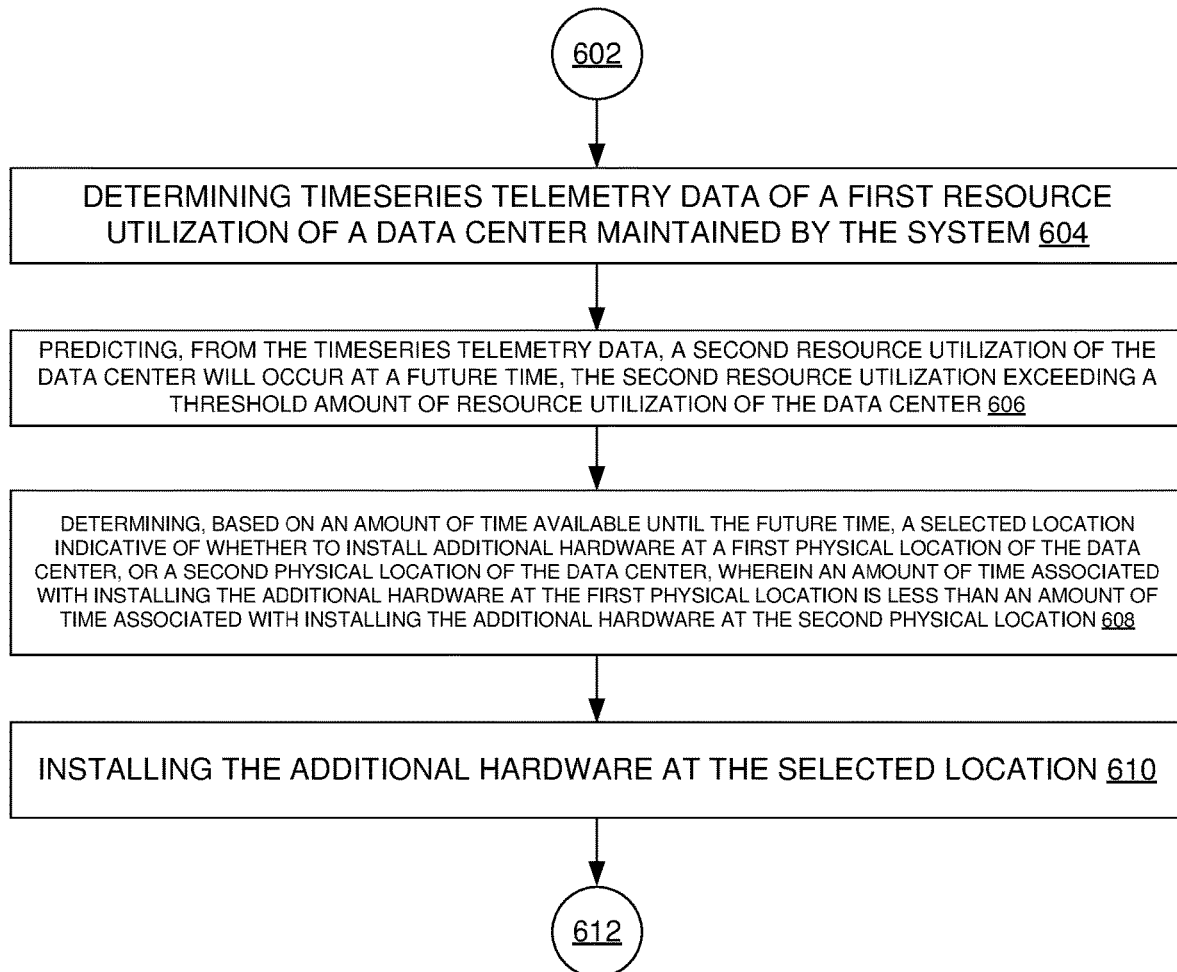 602
DETERMINING TIMESERIES TELEMETRY DATA OF A FIRST RESOURCE
UTILIZATION OF A DATA CENTER MAINTAINED BY THE SYSTEM 604
PREDICTING, FROM THE TIMESERIES TELEMETRY DATA, A SECOND RESOURCE UTILIZATION OF THE
DATA CENTER WILL OCCUR AT A FUTURE TIME, THE SECOND RESOURCE UTILIZATION EXCEEDING A
THRESHOLD AMOUNT OF RESOURCE UTILIZATION OF THE DATA CENTER 606
DETERMINING, BASED ON AN AMOUNT OF TIME AVAILABLE UNTIL THE FUTURE TIME, A SELECTED LOCATION
INDICATIVE OF WHETHER TO INSTALL ADDITIONAL HARDWARE AT A FIRST PHYSICAL LOCATION OF THE DATA
CENTER, OR A SECOND PHYSICAL LOCATION OF THE DATA CENTER, WHEREIN AN AMOUNT OF TIME ASSOCIATED
WITH INSTALLING THE ADDITIONAL HARDWARE AT THE FIRST PHYSICAL LOCATION IS LESS THAN AN AMOUNT OF
TIME ASSOCIATED WITH INSTALLING THE ADDITIONAL HARDWARE AT THE SECOND PHYSICAL LOCATION 608
INSTALLING THE ADDITIONAL HARDWARE AT THE SELECTED LOCATION 610
612